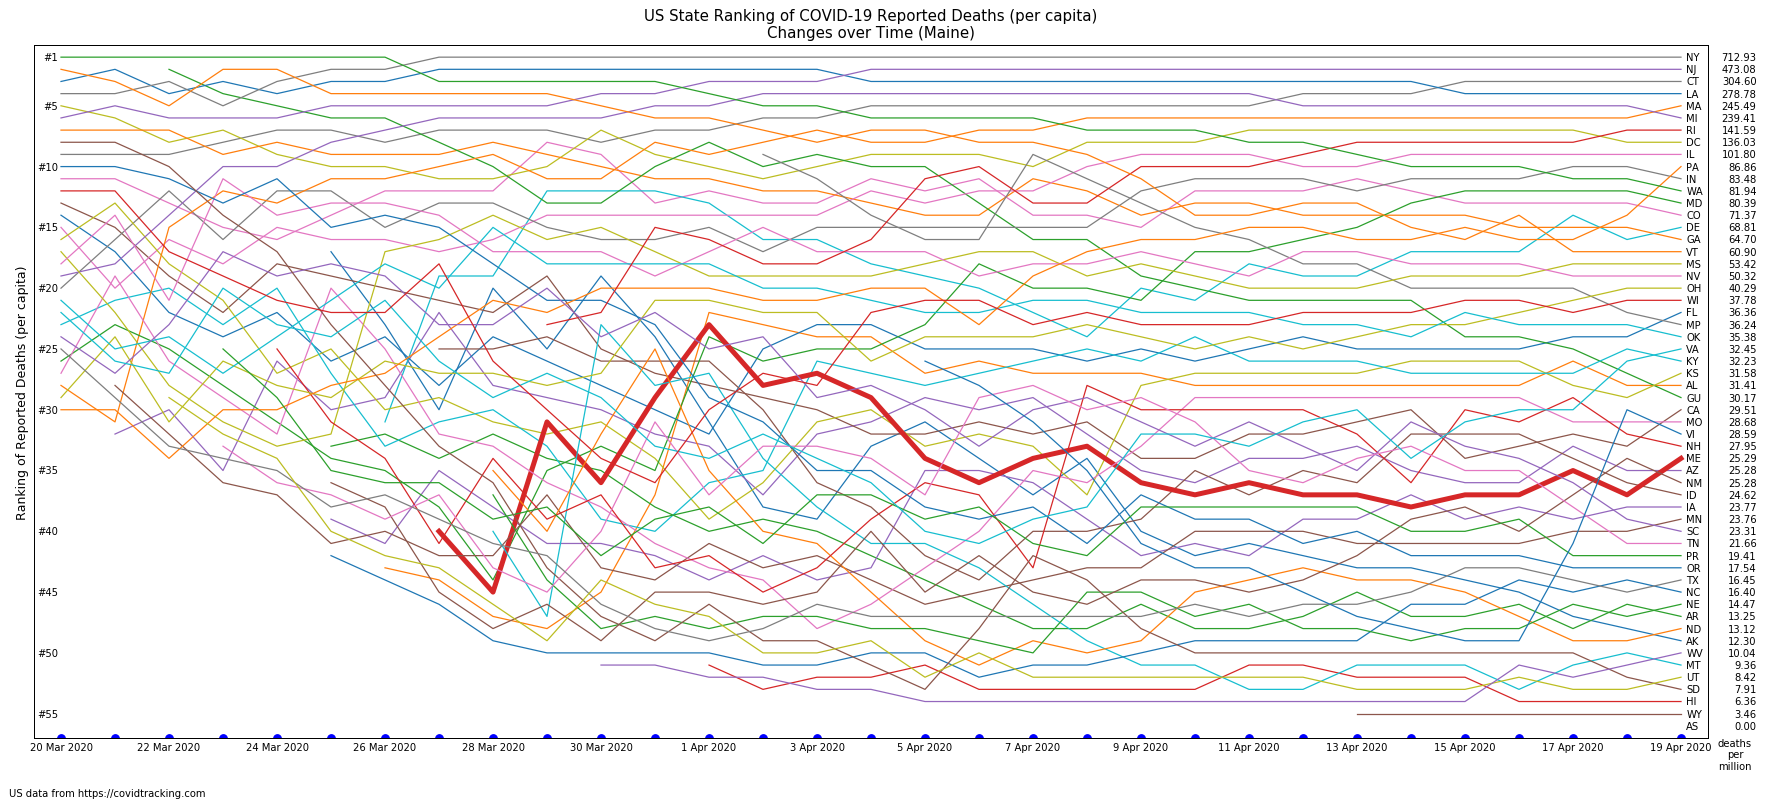 US State Ranking of COVID-19 Reported Deaths (per capita)
Changes over Time (Maine)
Ranking of Reported Deaths (per capita)
#1
#5
#10
#15
#20
#25
#30
#35
#40
#45
#50
#55
NY 712.93
NJ 473.08
CT 304.60
LA 278.78
MA 245.49
MI 239.41
RI 141.59
DC 136.03
IL 101.80
PA 86.86
IN 83.48
WA 81.94
MD 80.39
CO 71.37
DE 68.81
GA 64.70
VT 60.90
MS 53.42
NV 50.32
OH 40.29
WI 37.78
FL 36.36
MP 36.24
OK 35.38
VA 32.45
KY 32.23
KS 31.58
AL 31.41
GU 30.17
CA 29.51
MO 28.68
VI 28.59
NH 27.95
ME 25.29
AZ 25.28
NM 25.28
ID 24.62
IA 23.77
MN 23.76
SC 23.31
TN 21.66
PR 19.41
OR 17.54
TX 16.45
NC 16.40
NE 14.47
AR 13.25
ND 13.12
AK 12.30
WV 10.04
MT 9.36
UT 8.42
SD 7.91
HI 6.36
WY 3.46
AS 0.00
20 Mar 2020 22 Mar 2020 24 Mar 2020 26 Mar 2020 28 Mar 2020 30 Mar 2020 1 Apr 2020 3 Apr 2020 5 Apr 2020 7 Apr 2020 9 Apr 2020 11 Apr 2020 13 Apr 2020 15 Apr 2020 17 Apr 2020 19 Apr 2020
deaths
per
million
US data from https://covidtracking.com